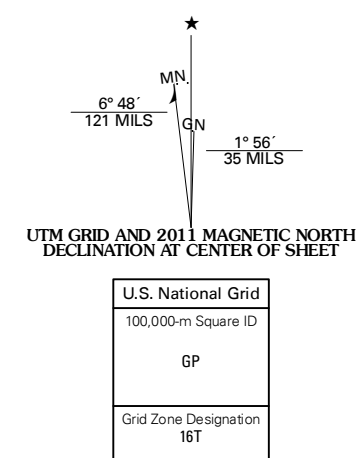 ★
M.N.
6° 48´
121 MILS
GN
1° 56´
35 MILS
UTM GRID AND 2011 MAGNETIC NORTH
DECLINATION AT CENTER OF SHEET
U.S. National Grid
100,000-m Square ID
GP
Grid Zone Designation
16T